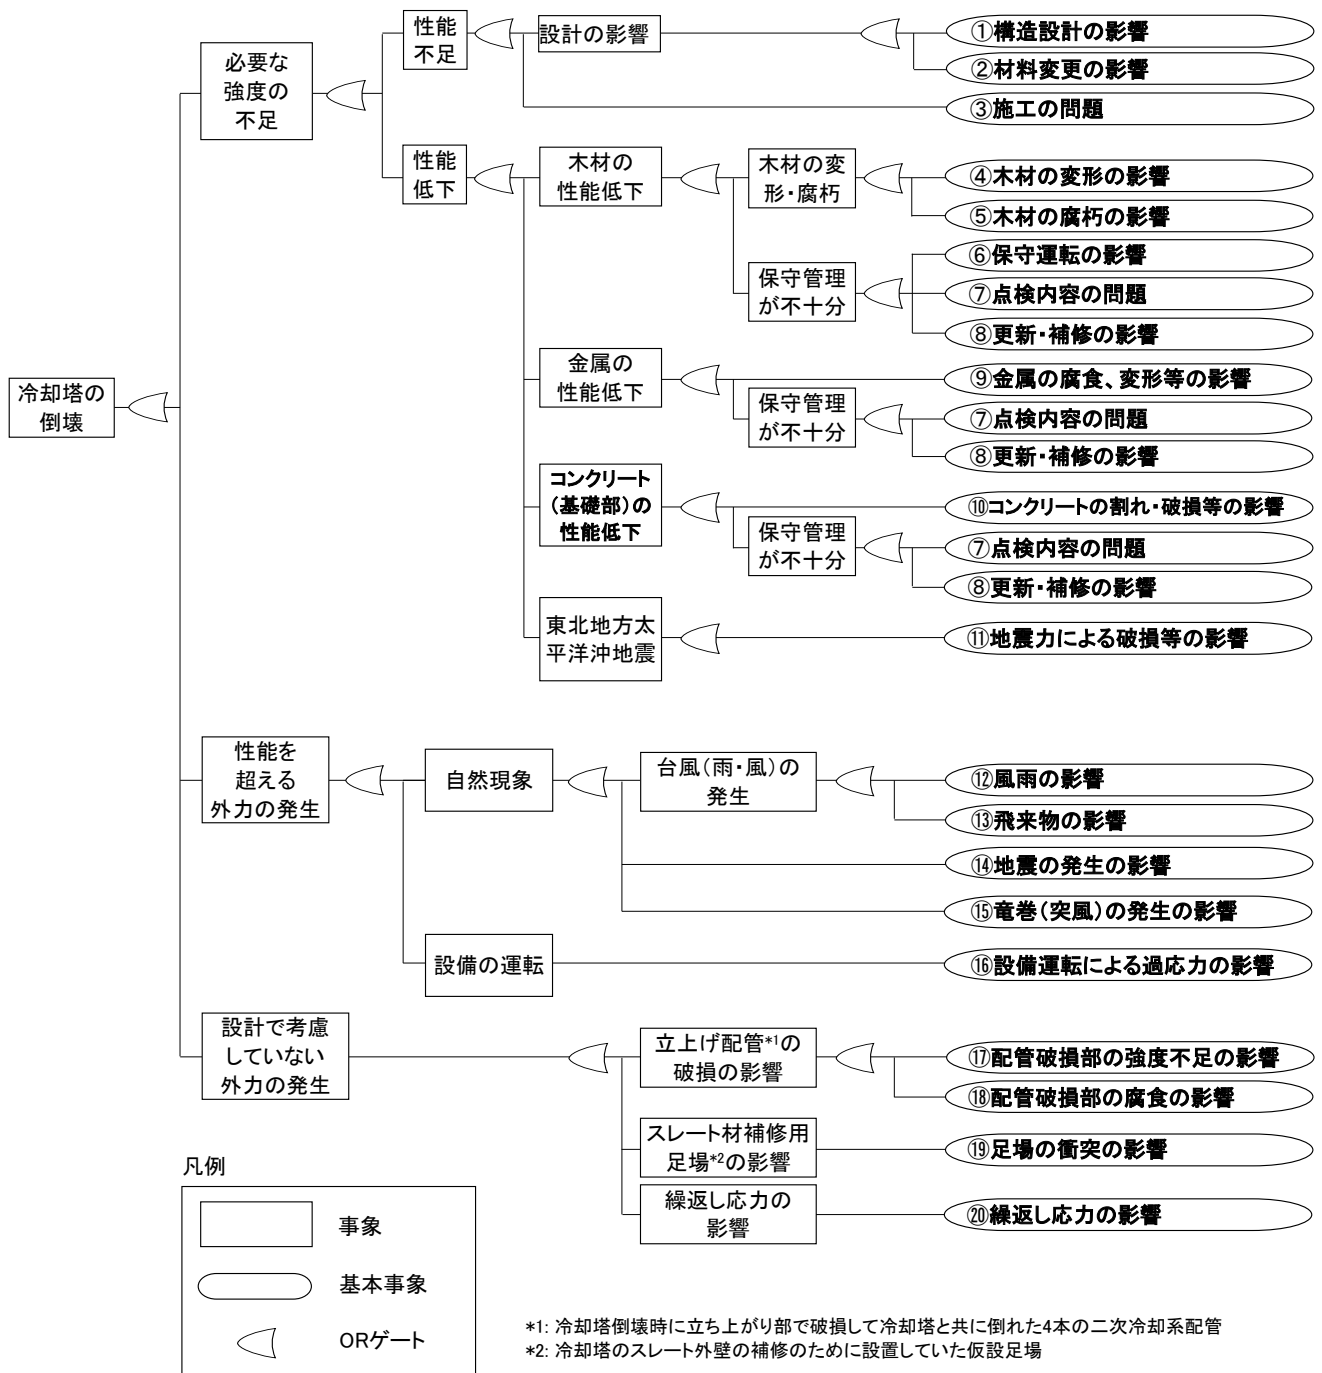 冷却塔の
倒壊
必要な
強度の
不足
性能
不足
設計の影響
①構造設計の影響
②材料変更の影響
③施工の問題
性能
低下
木材の
性能低下
木材の変
形・腐朽
④木材の変形の影響
⑤木材の腐朽の影響
保守管理
が不十分
⑥保守運転の影響
⑦点検内容の問題
⑧更新・補修の影響
金属の
性能低下
⑨金属の腐食、変形等の影響
保守管理
が不十分
⑦点検内容の問題
⑧更新・補修の影響
コンクリート
(基礎部)の
性能低下
⑩コンクリートの割れ・破損等の影響
保守管理
が不十分
⑦点検内容の問題
⑧更新・補修の影響
東北地方太
平洋沖地震
⑪地震力による破損等の影響
性能を
超える
外力の発生
自然現象
台風(雨・風)の
発生
⑫風雨の影響
⑬飛来物の影響
⑭地震の発生の影響
⑮竜巻(突風)の発生の影響
設備の運転
⑯設備運転による過応力の影響
設計で考慮
していない
外力の発生
立上げ配管*1の
破損の影響
⑰配管破損部の強度不足の影響
⑱配管破損部の腐食の影響
スレート材補修用
足場*2の影響
⑲足場の衝突の影響
繰返し応力の
影響
⑳繰返し応力の影響
凡例
事象
基本事象
ORゲート
*1: 冷却塔倒壊時に立ち上がり部で破損して冷却塔と共に倒れた4本の二次冷却系配管
*2: 冷却塔のスレート外壁の補修のために設置していた仮設足場